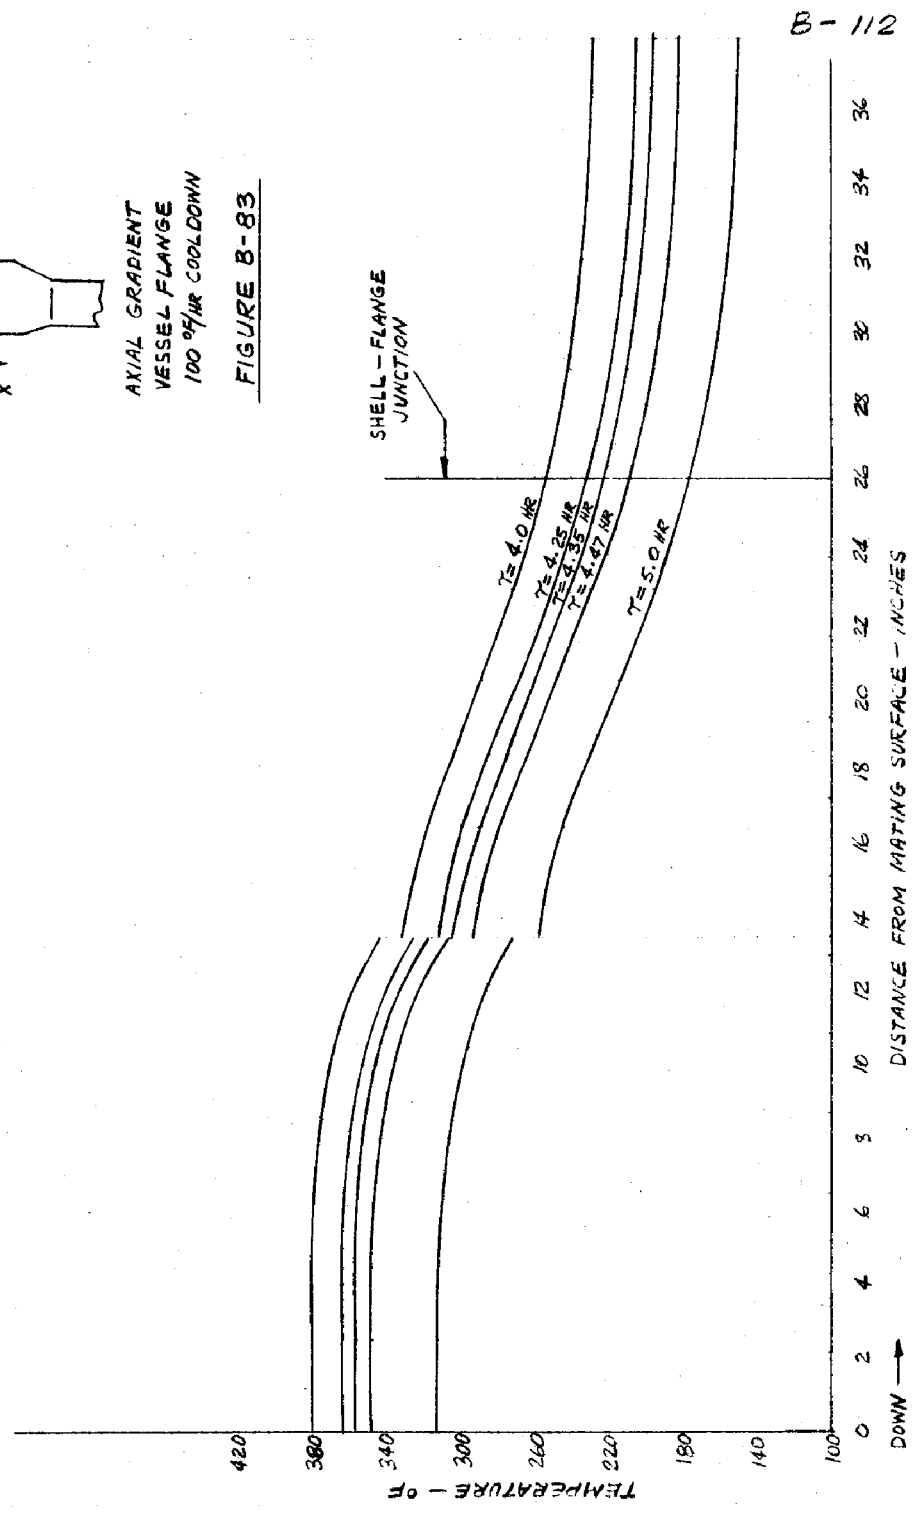 B-112
X
AXIAL GRADIENT
VESSEL FLANGE
100 °F/HR COOLDOWN
FIGURE B-83
SHELL-FLANGE
JUNCTION
τ = 4.0 HR
τ = 4.25 HR
τ = 4.35 HR
τ = 4.47 HR
τ = 5.0 HR
420
380
340
300
260
220
180
140
100
TEMPERATURE - °F
0 2 4 6 8 10 12 14 16 18 20 22 24 26 28 30 32 34 36
DOWN →
DISTANCE FROM MATING SURFACE - INCHES